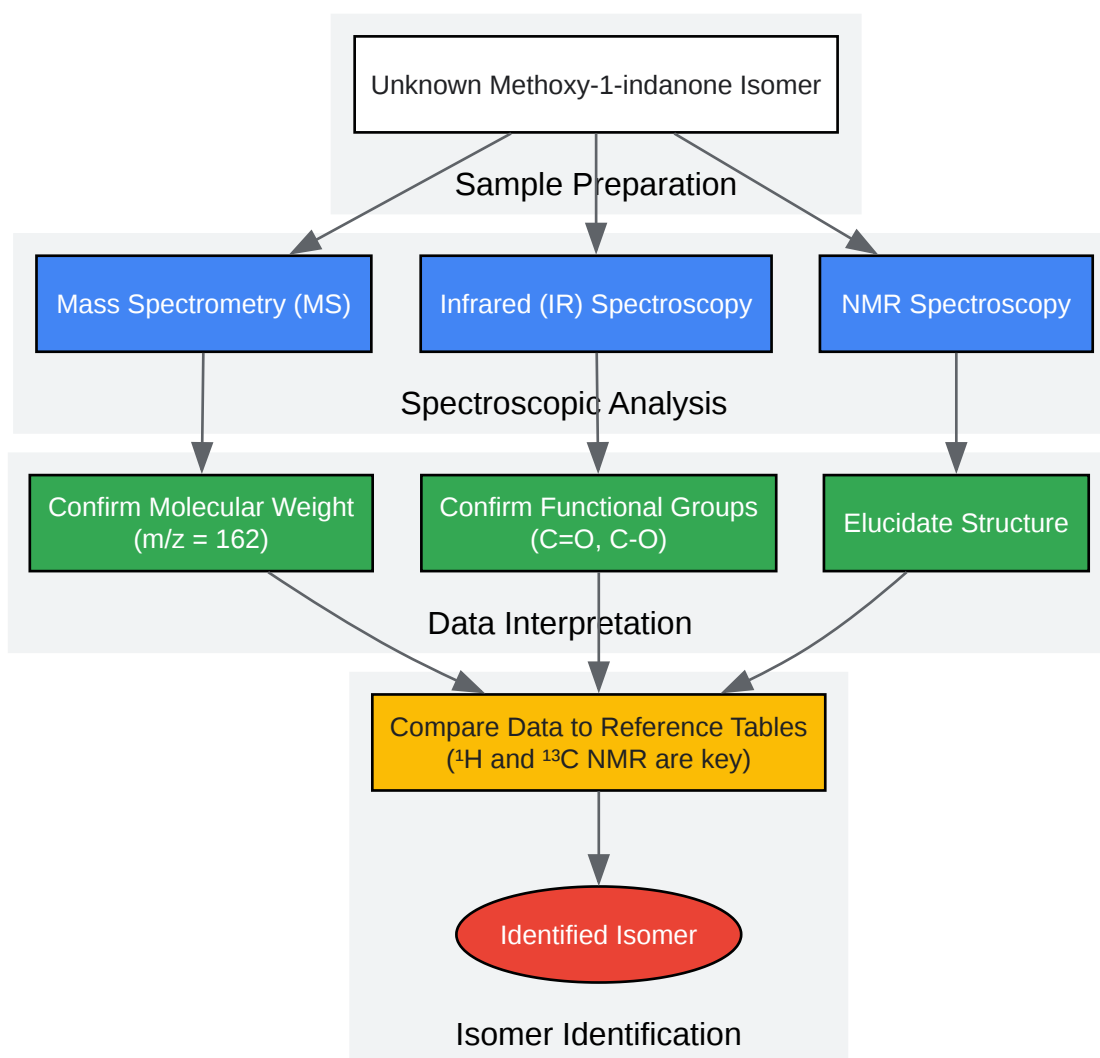 Unknown Methoxy-1-indanone Isomer
Sample Preparation
Mass Spectrometry (MS)
Infrared (IR) Spectroscopy
NMR Spectroscopy
Spectroscopic Analysis
Confirm Molecular Weight
(m/z = 162)
Confirm Functional Groups
(C=O, C-O)
Elucidate Structure
Data Interpretation
Compare Data to Reference Tables
(¹H and ¹³C NMR are key)
Identified Isomer
Isomer Identification